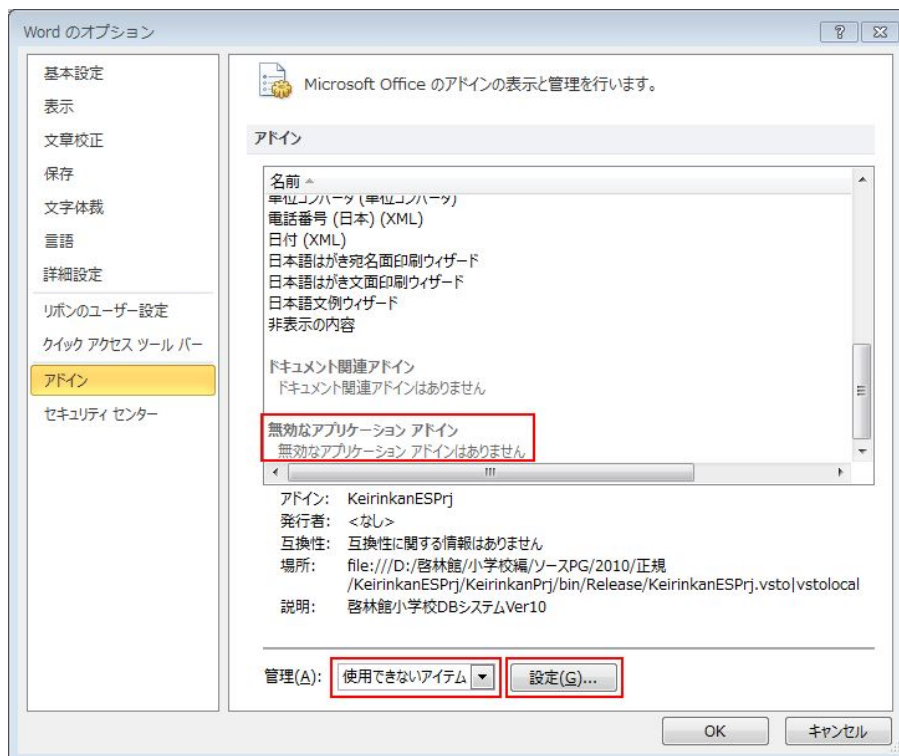 Word のオプション
基本設定
表示
文章校正
保存
文字体裁
言語
詳細設定
リボンのユーザー設定
クイック アクセス ツール バー
アドイン
セキュリティ センター
Microsoft Office のアドインの表示と管理を行います。
アドイン
名前
単位コンバータ (単位コンバータ)
電話番号 (日本) (XML)
日付 (XML)
日本語はがき宛名面印刷ウィザード
日本語はがき文面印刷ウィザード
日本語文例ウィザード
非表示の内容
ドキュメント関連アドイン
ドキュメント関連アドインはありません
無効なアプリケーション アドイン
無効なアプリケーション アドインはありません
アドイン: KeirinkanESPrj
発行者: <なし>
互換性: 互換性に関する情報はありません
場所: file:///D:/啓林館/小学校編/ソースPG/2010/正規
/KeirinkanESPrj/KeirinkanPrj/bin/Release/KeirinkanESPrj.vsto|vstolocal
説明: 啓林館小学校DBシステムVer10
管理(A): 使用できないアイテム 設定(G)...
OK キャンセル